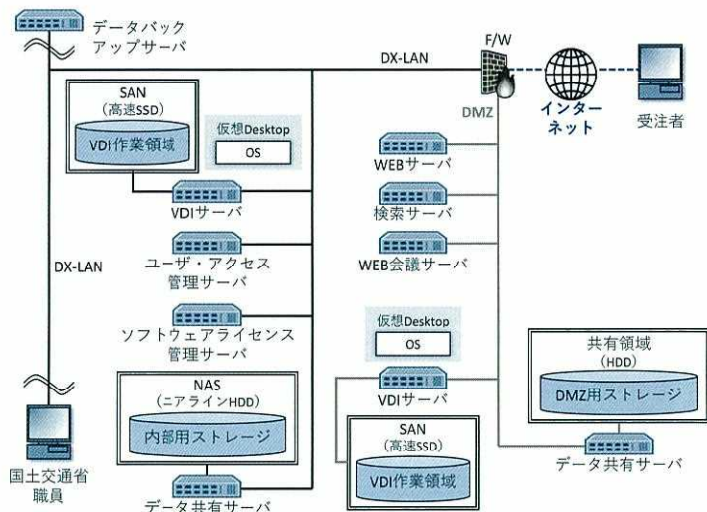 データバック
アップサーバ
F/W
DX-LAN
DMZ
インター
ネット
受注者
SAN
(高速SSD)
VDI作業領域
仮想Desktop
OS
VDIサーバ
WEBサーバ
検索サーバ
WEB会議サーバ
ユーザ・アクセス
管理サーバ
DX-LAN
ソフトウェアライセンス
管理サーバ
仮想Desktop
OS
VDIサーバ
共有領域
(HDD)
DMZ用ストレージ
データ共有サーバ
NAS
(ニアラインHDD)
内部用ストレージ
データ共有サーバ
SAN
(高速SSD)
VDI作業領域
国土交通省
職員